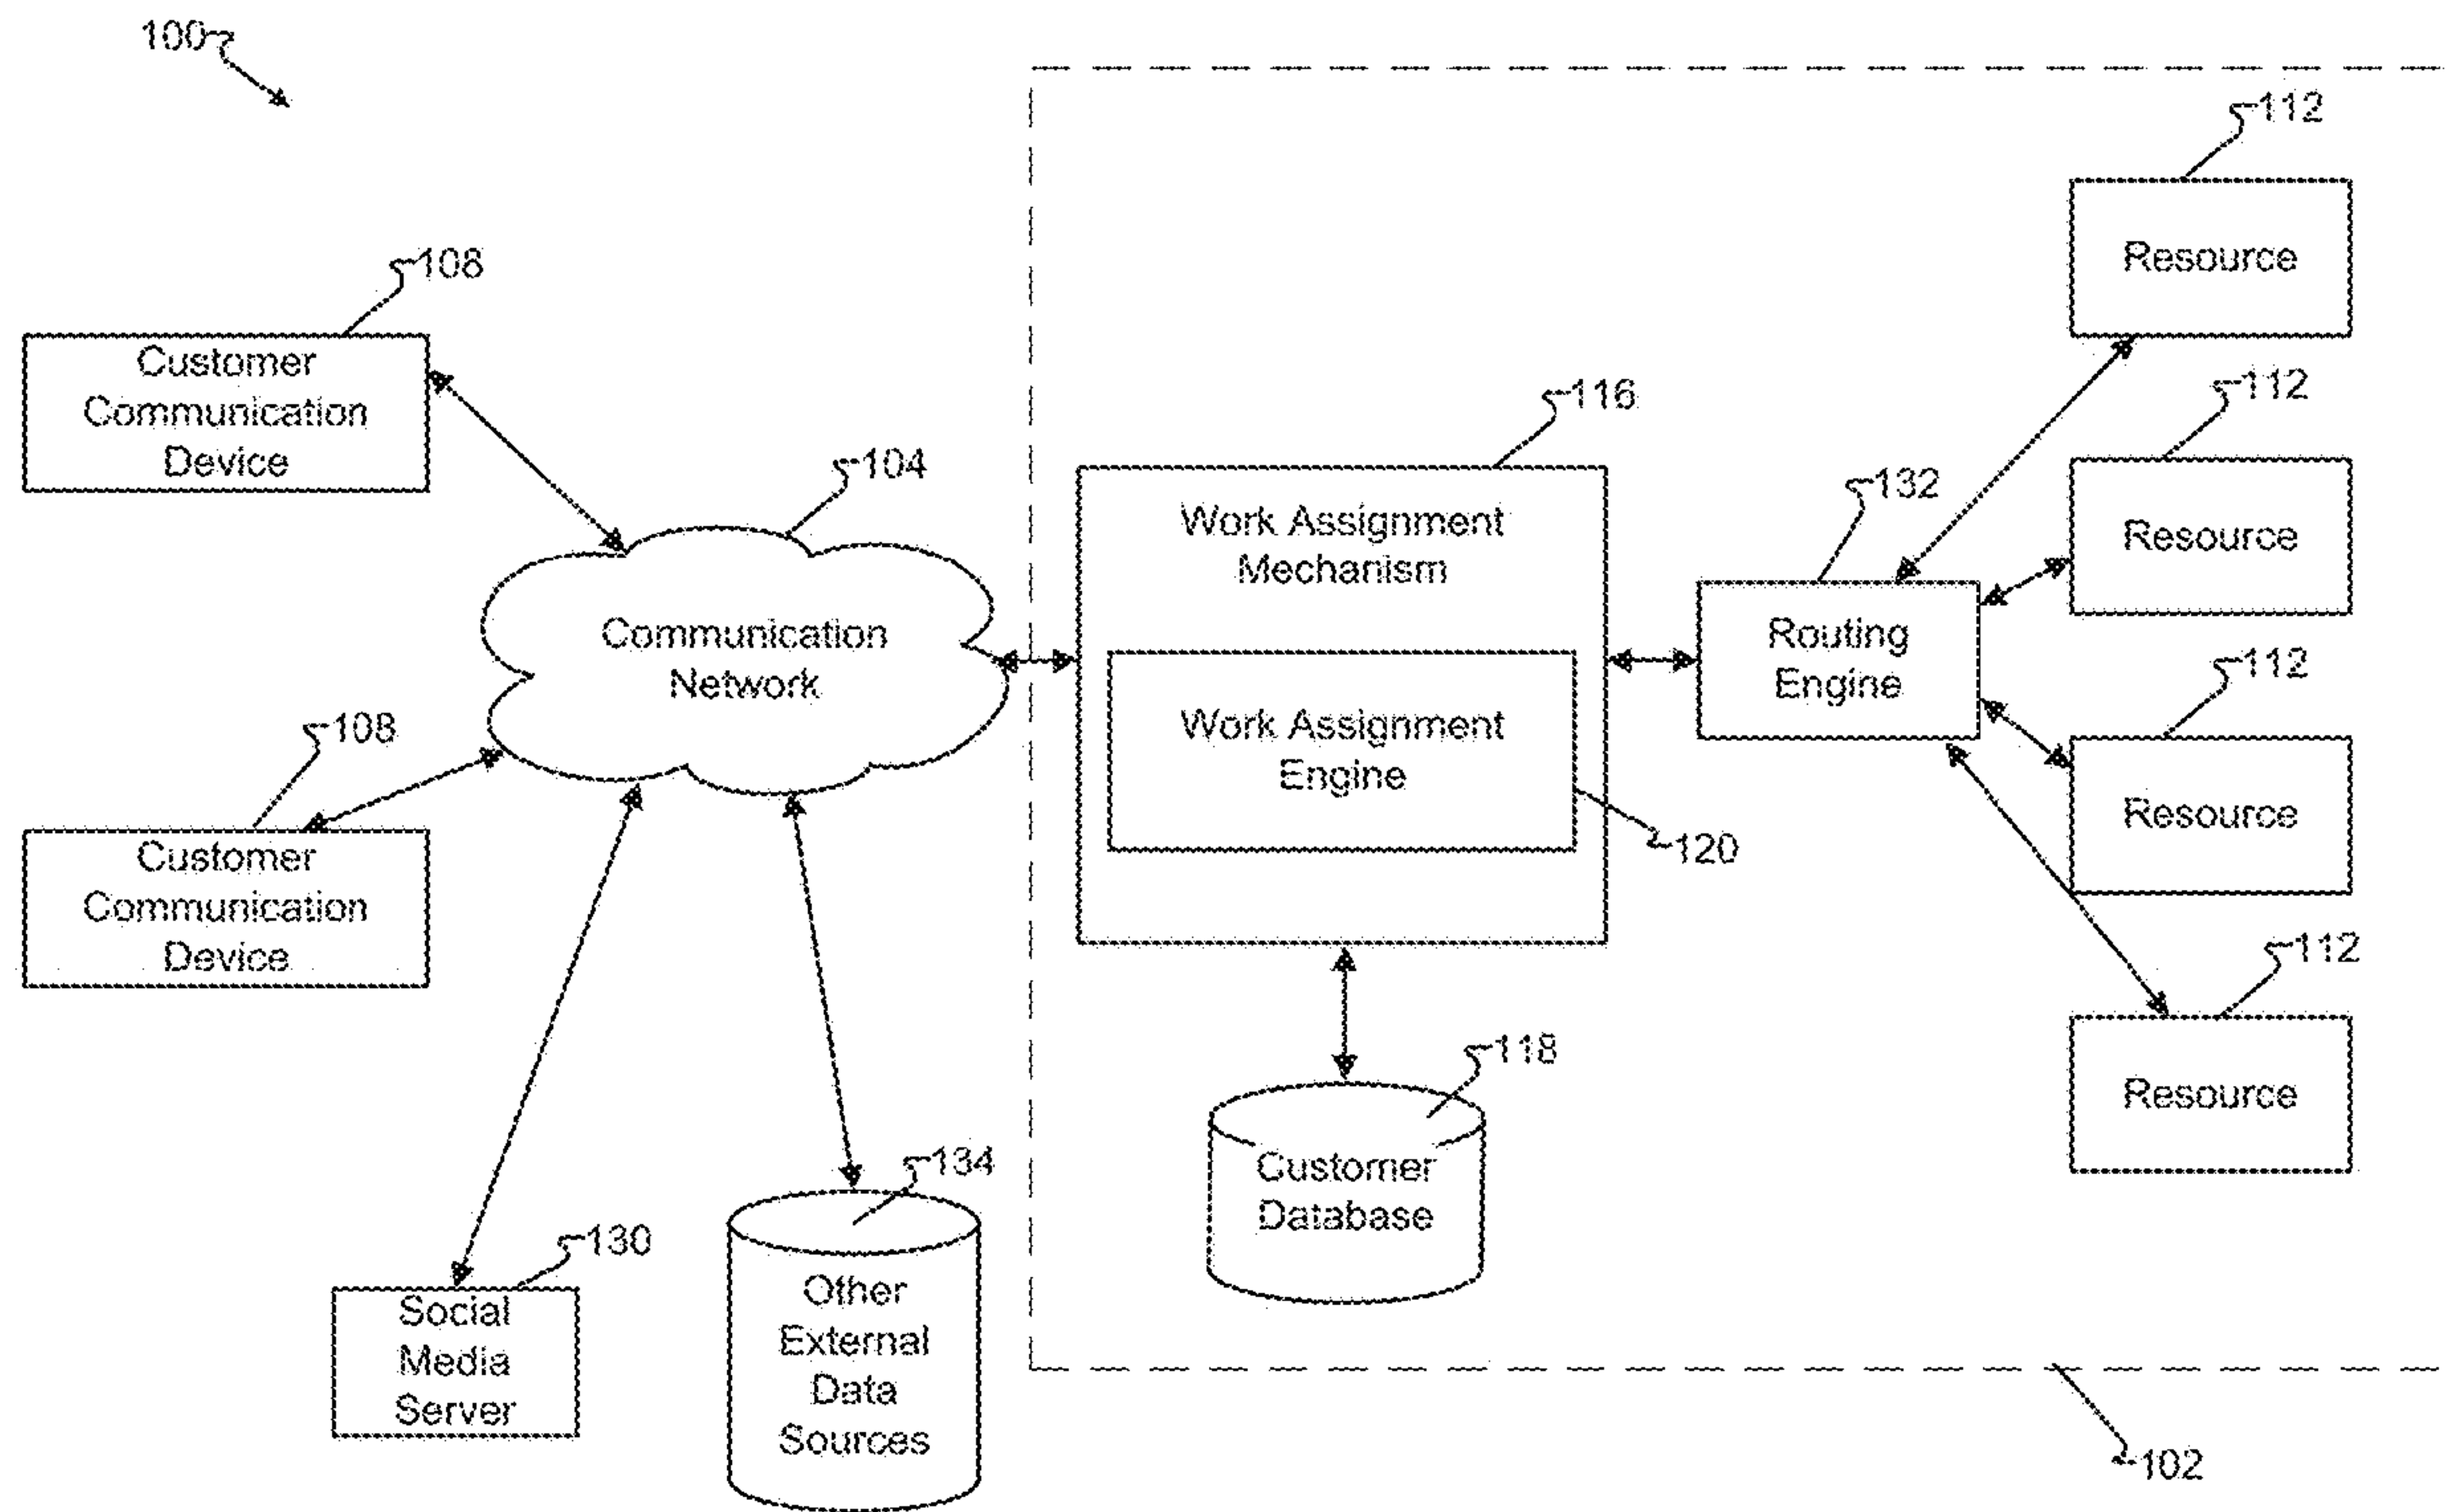 100
108
Customer
Communication
Device
104
Communication
Network
108
Customer
Communication
Device
130
Social
Media
Server
134
Other
External
Data
Sources
116
Work Assignment
Mechanism
Work Assignment
Engine
120
118
Customer
Database
132
Routing
Engine
112
Resource
112
Resource
112
Resource
112
Resource
102